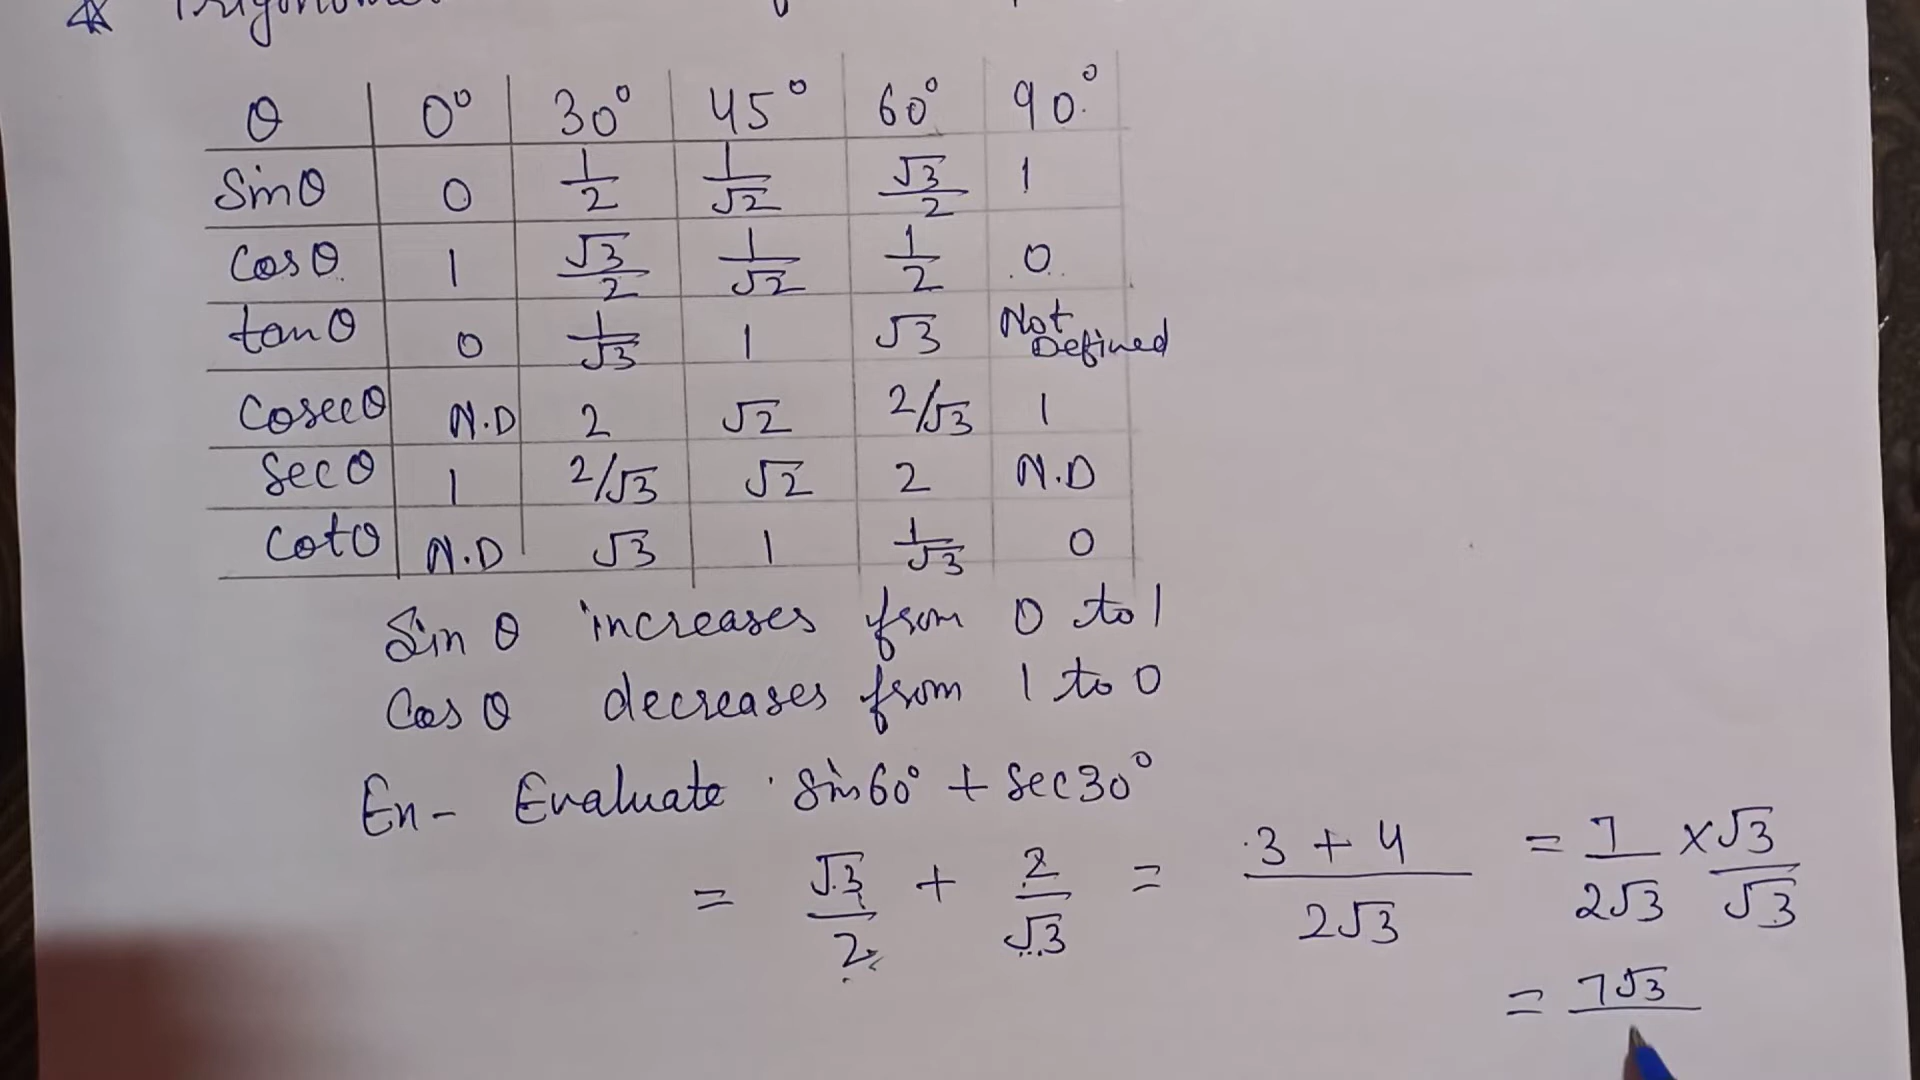 θ 0° 30° 45° 60° 90°
Sinθ 0 1/2 1/√2 √3/2 1
Cosθ 1 √3/2 1/√2 1/2 0
tanθ 0 1/√3 1 √3 Not Defined
Cosecθ N.D 2 √2 2/√3 1
Secθ 1 2/√3 √2 2 N.D
Cotθ N.D √3 1 1/√3 0
Sin θ increases from 0 to 1
Cos θ decreases from 1 to 0
Ex- Evaluate Sin60° + Sec30°
= √3/2 + 2/√3 = 3 + 4/2√3 = 7/2√3 × √3/√3
= 7√3